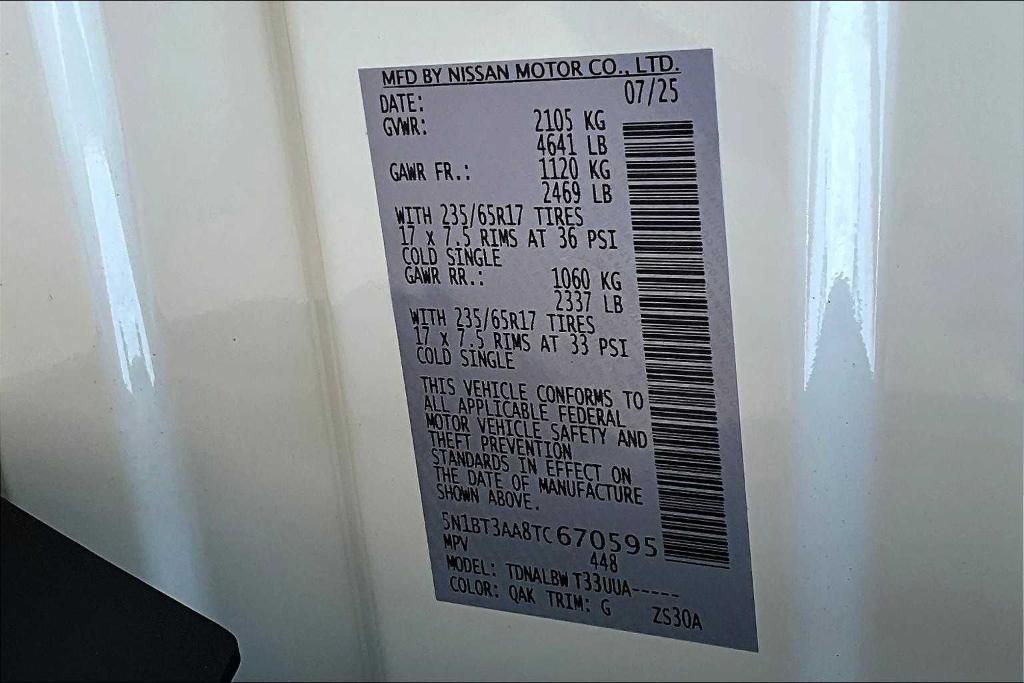 MFD BY NISSAN MOTOR CO., LTD.
DATE: 07/25
GVWR: 2105 KG
4641 LB
GAWR FR.: 1120 KG
2469 LB
WITH 235/65R17 TIRES
17 x 7.5 RIMS AT 36 PSI
COLD SINGLE
GAWR RR.: 1060 KG
2337 LB
WITH 235/65R17 TIRES
17 x 7.5 RIMS AT 33 PSI
COLD SINGLE
THIS VEHICLE CONFORMS TO
ALL APPLICABLE FEDERAL
MOTOR VEHICLE SAFETY AND
THEFT PREVENTION
STANDARDS IN EFFECT ON
THE DATE OF MANUFACTURE
SHOWN ABOVE.
5N1BT3AA8TC670595
MPV 448
MODEL: TDNALBW T33UUA-----
COLOR: QAK TRIM: G ZS30A